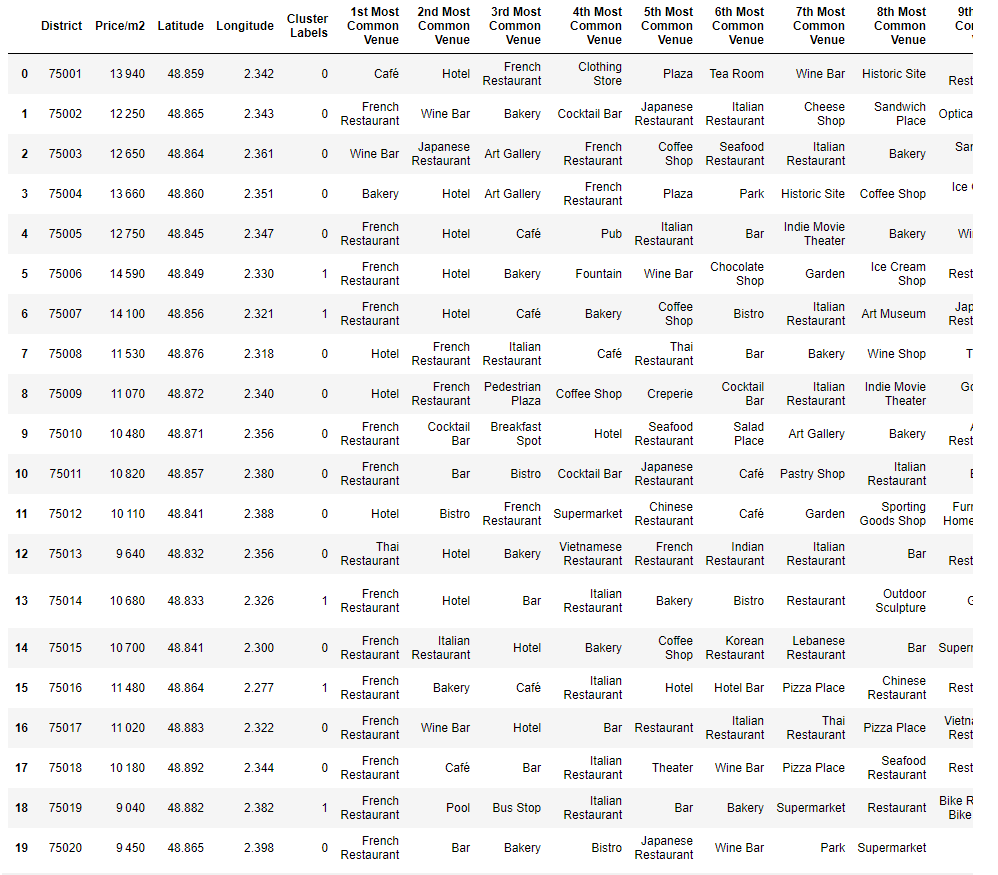 District Price/m2 Latitude Longitude Cluster Labels 1st Most Common Venue 2nd Most Common Venue 3rd Most Common Venue 4th Most Common Venue 5th Most Common Venue 6th Most Common Venue 7th Most Common Venue 8th Most Common Venue 9th
0 75001 13 940 48.859 2.342 0 Café Hotel French Restaurant Clothing Store Plaza Tea Room Wine Bar Historic Site
1 75002 12 250 48.865 2.343 0 French Restaurant Wine Bar Bakery Cocktail Bar Japanese Restaurant Italian Restaurant Cheese Shop Sandwich Place
2 75003 12 650 48.864 2.361 0 Wine Bar Japanese Restaurant Art Gallery French Restaurant Coffee Shop Seafood Restaurant Italian Restaurant Bakery
3 75004 13 660 48.860 2.351 0 Bakery Hotel Art Gallery French Restaurant Plaza Park Historic Site Coffee Shop Ice
4 75005 12 750 48.845 2.347 0 French Restaurant Hotel Café Pub Italian Restaurant Bar Indie Movie Theater Bakery
5 75006 14 590 48.849 2.330 1 French Restaurant Hotel Bakery Fountain Wine Bar Chocolate Shop Garden Ice Cream Shop
6 75007 14 100 48.856 2.321 1 French Restaurant Hotel Café Bakery Coffee Shop Bistro Italian Restaurant Art Museum
7 75008 11 530 48.876 2.318 0 Hotel French Restaurant Italian Restaurant Café Thai Restaurant Bar Bakery Wine Shop
8 75009 11 070 48.872 2.340 0 Hotel French Restaurant Pedestrian Plaza Coffee Shop Creperie Cocktail Bar Italian Restaurant Indie Movie Theater
9 75010 10 480 48.871 2.356 0 French Restaurant Cocktail Bar Breakfast Spot Hotel Seafood Restaurant Salad Place Art Gallery Bakery
10 75011 10 820 48.857 2.380 0 French Restaurant Bar Bistro Cocktail Bar Japanese Restaurant Café Pastry Shop Italian Restaurant
11 75012 10 110 48.841 2.388 0 Hotel Bistro French Restaurant Supermarket Chinese Restaurant Café Garden Sporting Goods Shop
12 75013 9 640 48.832 2.356 0 Thai Restaurant Hotel Bakery Vietnamese Restaurant French Restaurant Indian Restaurant Italian Restaurant Bar
13 75014 10 680 48.833 2.326 1 French Restaurant Hotel Bar Italian Restaurant Bakery Bistro Restaurant Outdoor Sculpture
14 75015 10 700 48.841 2.300 0 French Restaurant Italian Restaurant Hotel Bakery Coffee Shop Korean Restaurant Lebanese Restaurant Bar
15 75016 11 480 48.864 2.277 1 French Restaurant Bakery Café Italian Restaurant Hotel Hotel Bar Pizza Place Chinese Restaurant
16 75017 11 020 48.883 2.322 0 French Restaurant Wine Bar Hotel Bar Restaurant Italian Restaurant Thai Restaurant Pizza Place
17 75018 10 180 48.892 2.344 0 French Restaurant Café Bar Italian Restaurant Theater Wine Bar Pizza Place Seafood Restaurant
18 75019 9 040 48.882 2.382 1 French Restaurant Pool Bus Stop Italian Restaurant Bar Bakery Supermarket Restaurant Bike Bike
19 75020 9 450 48.865 2.398 0 French Restaurant Bar Bakery Bistro Japanese Restaurant Wine Bar Park Supermarket